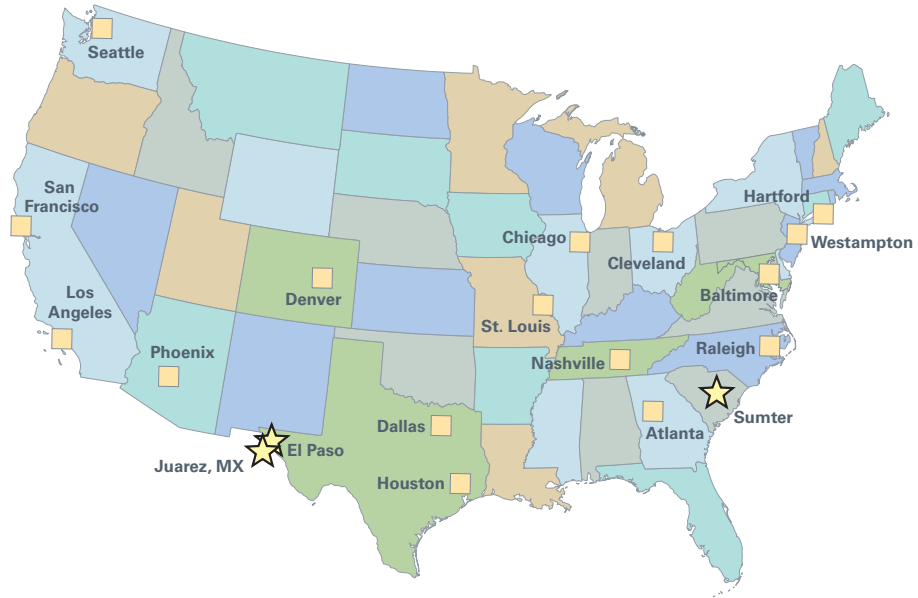 Seattle
San
Francisco
Hartford
Chicago
Westampton
Cleveland
Los
Angeles
Denver
Baltimore
St. Louis
Phoenix
Nashville
Raleigh
Sumter
Dallas
Atlanta
El Paso
Juarez, MX
Houston